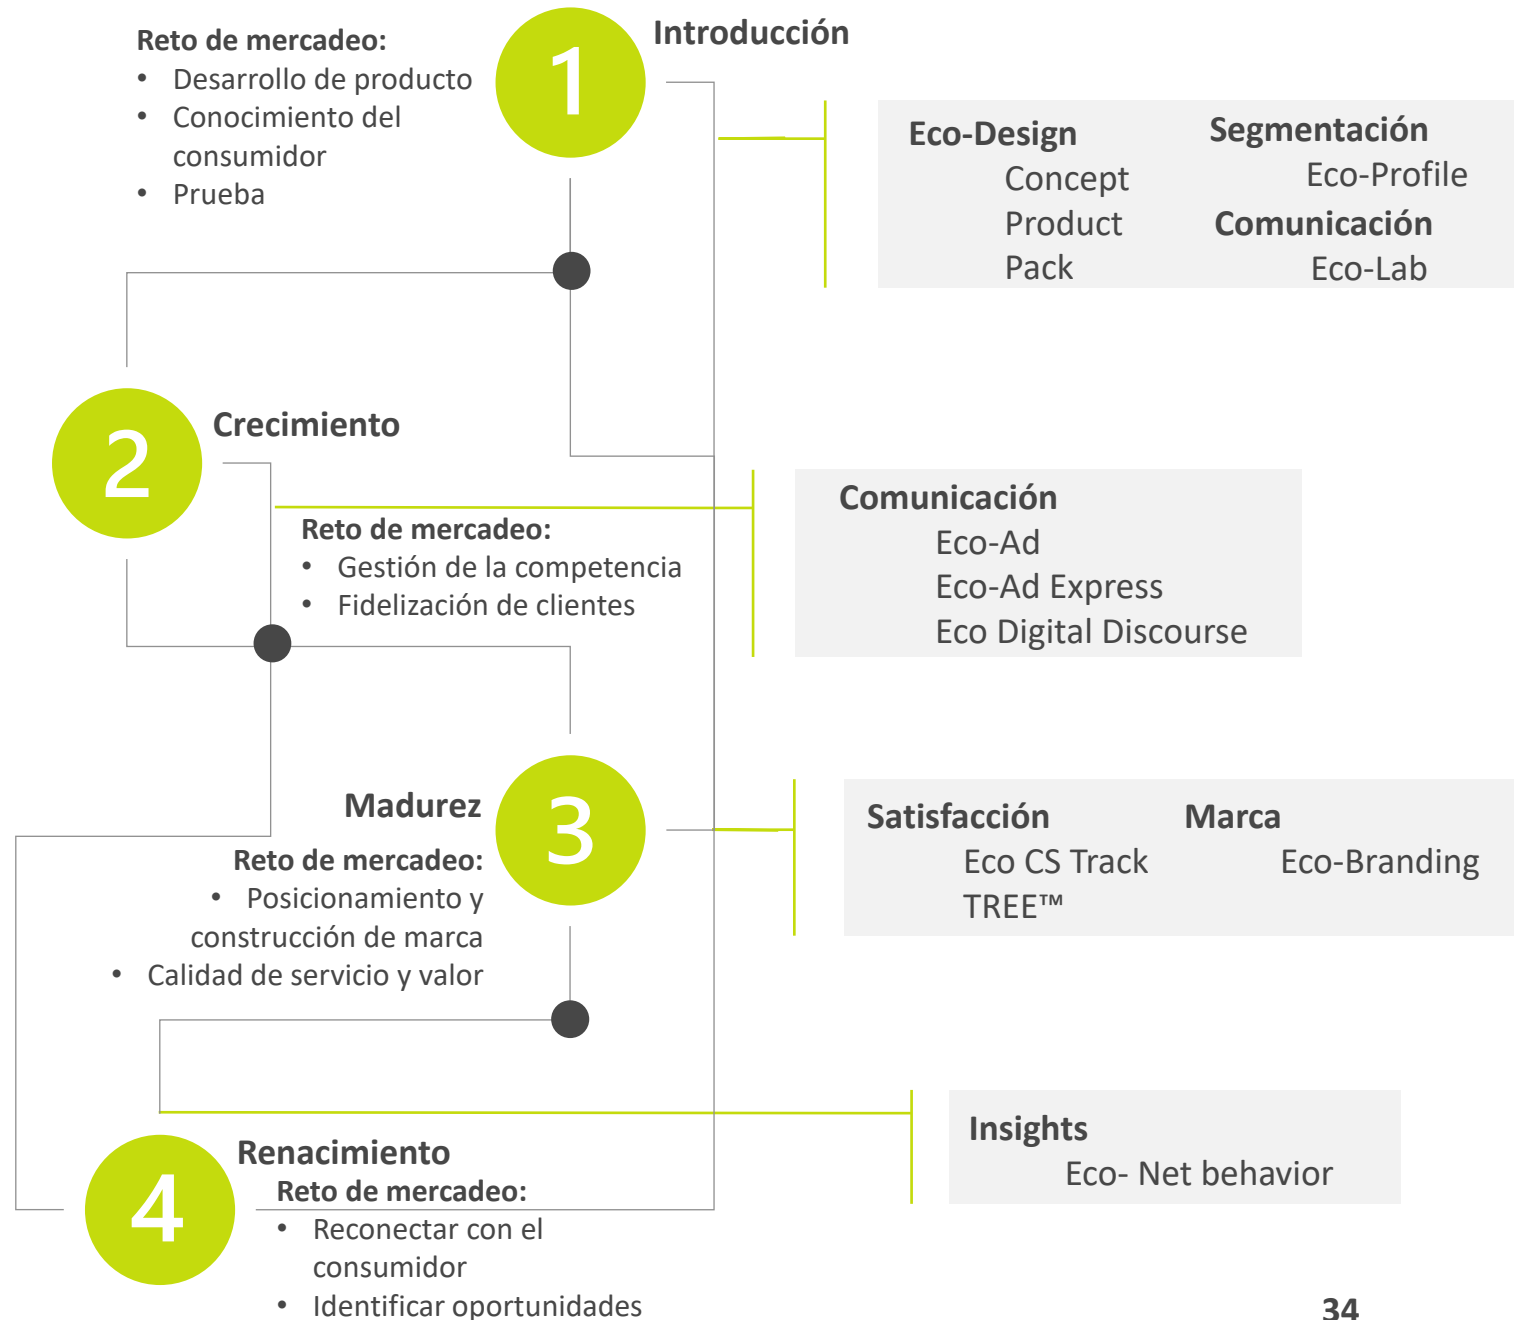 Reto de mercadeo:
• Desarrollo de producto
• Conocimiento del
consumidor
• Prueba
1
Introducción
Eco-Design
Concept
Product
Pack
Segmentación
Eco-Profile
Comunicación
Eco-Lab
2
Crecimiento
Reto de mercadeo:
• Gestión de la competencia
• Fidelización de clientes
Comunicación
Eco-Ad
Eco-Ad Express
Eco Digital Discourse
Madurez
3
Reto de mercadeo:
• Posicionamiento y
construcción de marca
• Calidad de servicio y valor
Satisfacción
Eco CS Track
TREE™
Marca
Eco-Branding
4
Renacimiento
Reto de mercadeo:
• Reconectar con el
consumidor
• Identificar oportunidades
Insights
Eco- Net behavior
34